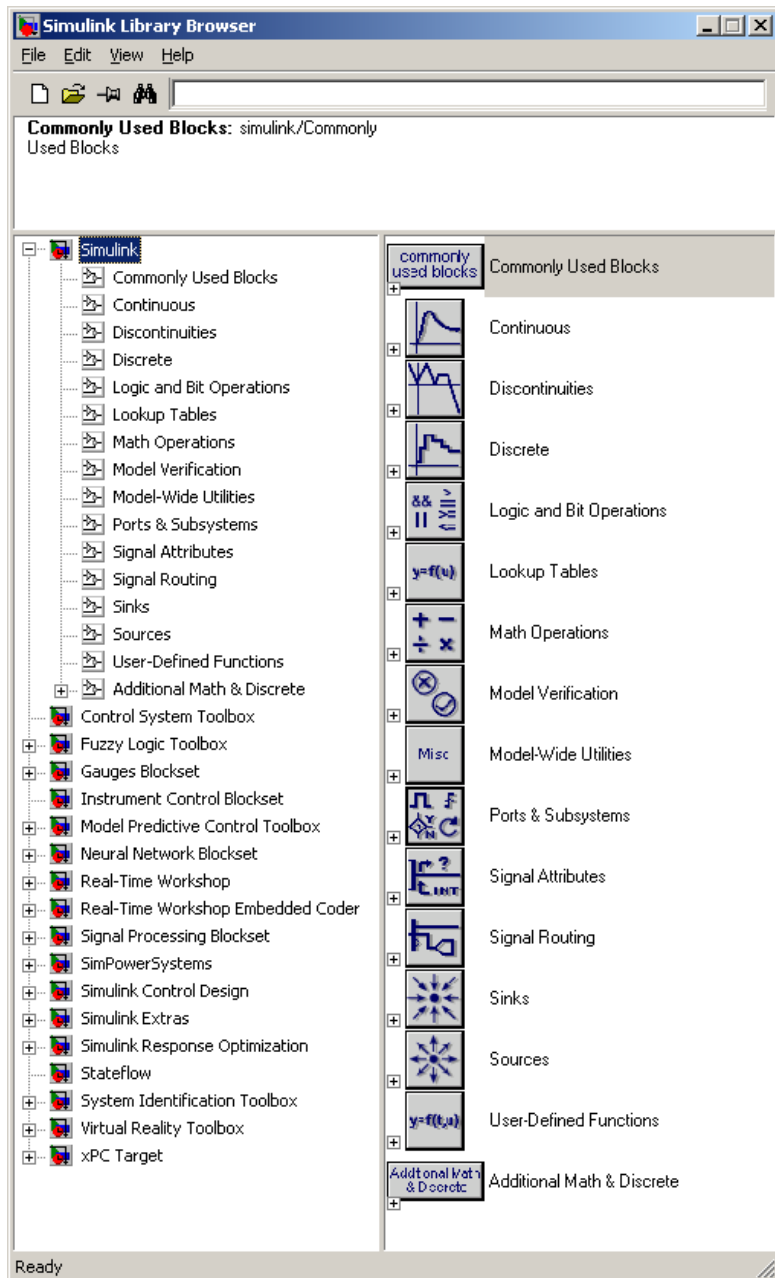 Simulink Library Browser
File Edit View Help
Commonly Used Blocks: simulink/Commonly
Used Blocks
Simulink
Commonly Used Blocks
Continuous
Discontinuities
Discrete
Logic and Bit Operations
Lookup Tables
Math Operations
Model Verification
Model-Wide Utilities
Ports & Subsystems
Signal Attributes
Signal Routing
Sinks
Sources
User-Defined Functions
Additional Math & Discrete
Control System Toolbox
Fuzzy Logic Toolbox
Gauges Blockset
Instrument Control Blockset
Model Predictive Control Toolbox
Neural Network Blockset
Real-Time Workshop
Real-Time Workshop Embedded Coder
Signal Processing Blockset
SimPowerSystems
Simulink Control Design
Simulink Extras
Simulink Response Optimization
Stateflow
System Identification Toolbox
Virtual Reality Toolbox
xPC Target
commonly
used blocks
Commonly Used Blocks
Continuous
Discontinuities
Discrete
&& > =
|| >= <=
Logic and Bit Operations
y=f(u)
Lookup Tables
+ −
÷ ×
Math Operations
Model Verification
Misc
Model-Wide Utilities
Y
N
Ports & Subsystems
?
INT
Signal Attributes
Signal Routing
Sinks
Sources
y=f(t,u)
User-Defined Functions
Additional Math
& Discrete
Additional Math & Discrete
Ready